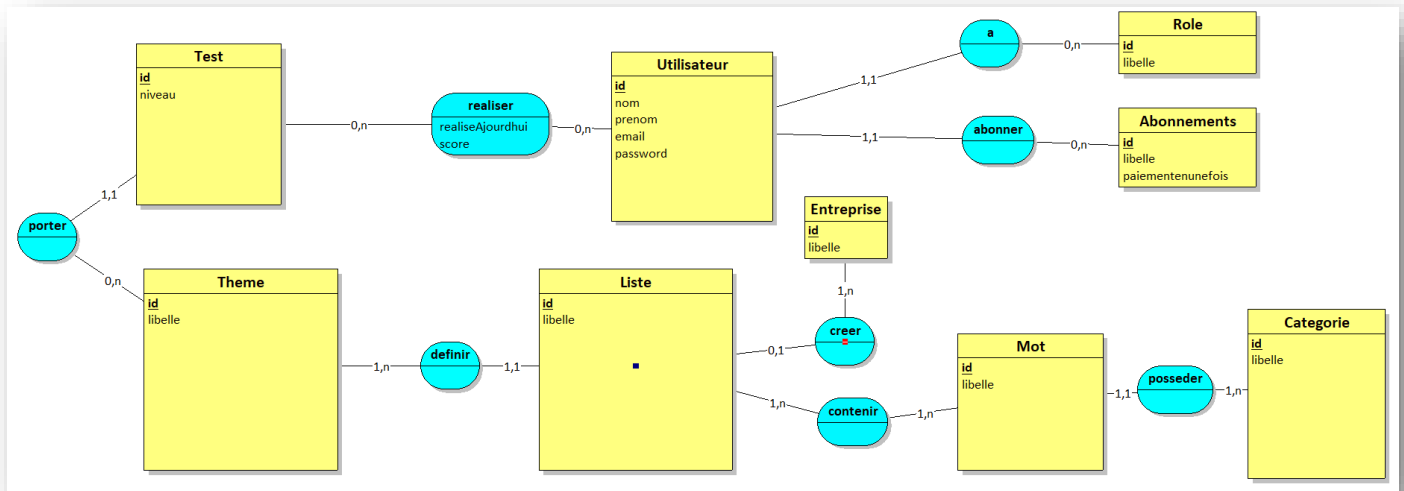 Test
id
niveau
0,n
realiser
realiseAjourdhui
score
0,n
Utilisateur
id
nom
prenom
email
password
1,1
a
0,n
Role
id
libelle
1,1
abonner
0,n
Abonnements
id
libelle
paiementenunefois
1,1
porter
0,n
Theme
id
libelle
1,n
definir
1,1
Liste
id
libelle
Entreprise
id
libelle
1,n
creer
0,1
1,n
contenir
1,n
Mot
id
libelle
1,1
posseder
1,n
Categorie
id
libelle